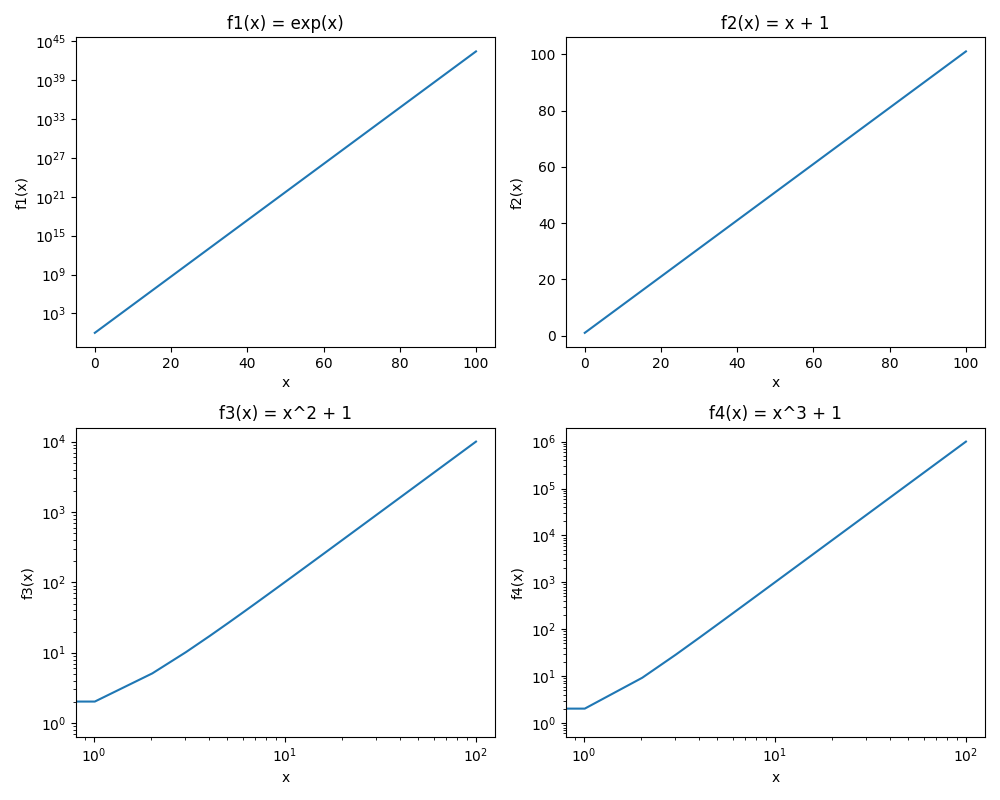 f1(x) = exp(x)
10^45
10^39
10^33
10^27
10^21
10^15
10^9
10^3
f1(x)
0 20 40 60 80 100
x
f2(x) = x + 1
100
80
60
40
20
0
f2(x)
0 20 40 60 80 100
x
f3(x) = x^2 + 1
10^4
10^3
10^2
10^1
10^0
f3(x)
10^0 10^1 10^2
x
f4(x) = x^3 + 1
10^6
10^5
10^4
10^3
10^2
10^1
10^0
f4(x)
10^0 10^1 10^2
x